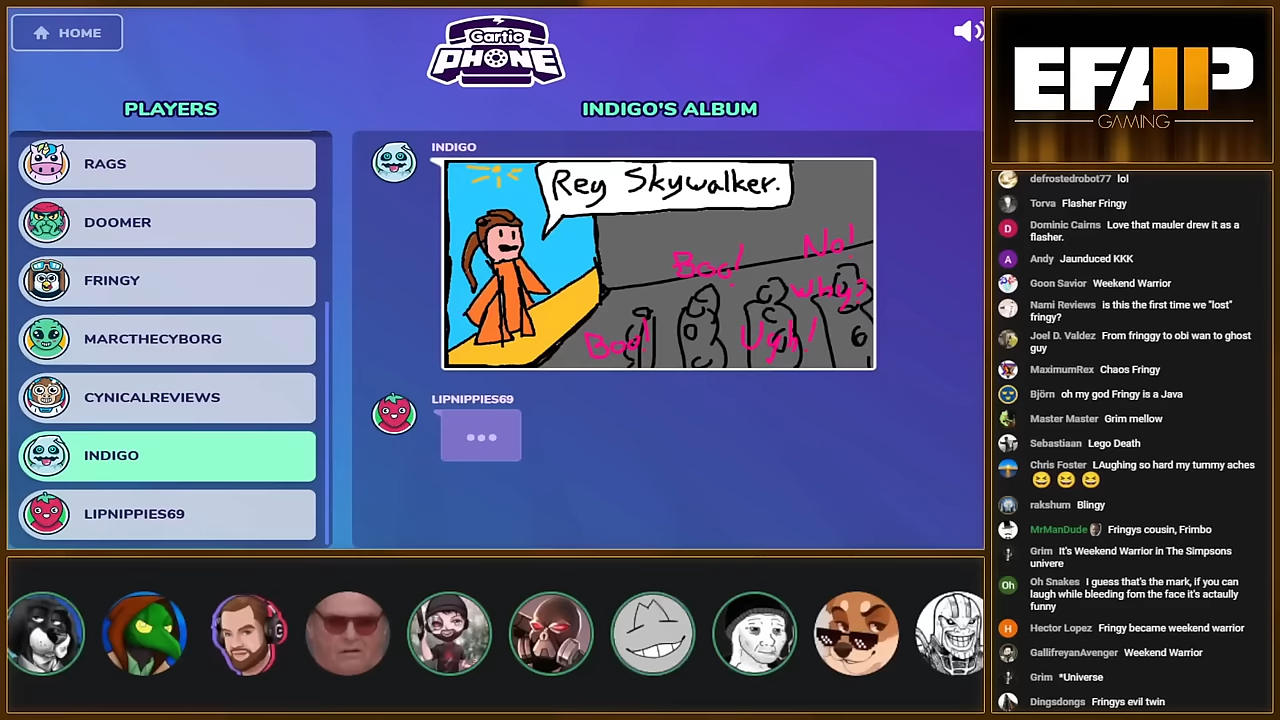 HOME
Gartic
PHONE
PLAYERS
INDIGO'S ALBUM
RAGS
DOOMER
FRINGY
MARCTHECYBORG
CYNICALREVIEWS
INDIGO
LIPNIPPIES69
INDIGO
Rey Skywalker.
Boo!
No!
Why?
Boo!
Ugh!
LIPNIPPIES69
...
EFAP
GAMING
defrostedrobot77 lol
Torva Flasher Fringy
Dominic Cairns Love that mauler drew it as a
flasher.
Andy Jaunduced KKK
Goon Savior Weekend Warrior
Nami Reviews is this the first time we "lost"
fringy?
Joel D. Valdez From fringgy to obi wan to ghost
guy
MaximumRex Chaos Fringy
Björn oh my god Fringy is a Java
Master Master Grim mellow
Sebastiaan Lego Death
Chris Foster LAughing so hard my tummy aches
rakshum Blingy
MrManDude Fringys cousin, Frimbo
Grim It's Weekend Warrior in The Simpsons
univere
Oh Snakes I guess that's the mark, if you can
laugh while bleeding fom the face it's actaully
funny
Hector Lopez Fringy became weekend warrior
GallifreyanAvenger Weekend Warrior
Grim *Universe
Dingsdongs Fringys evil twin